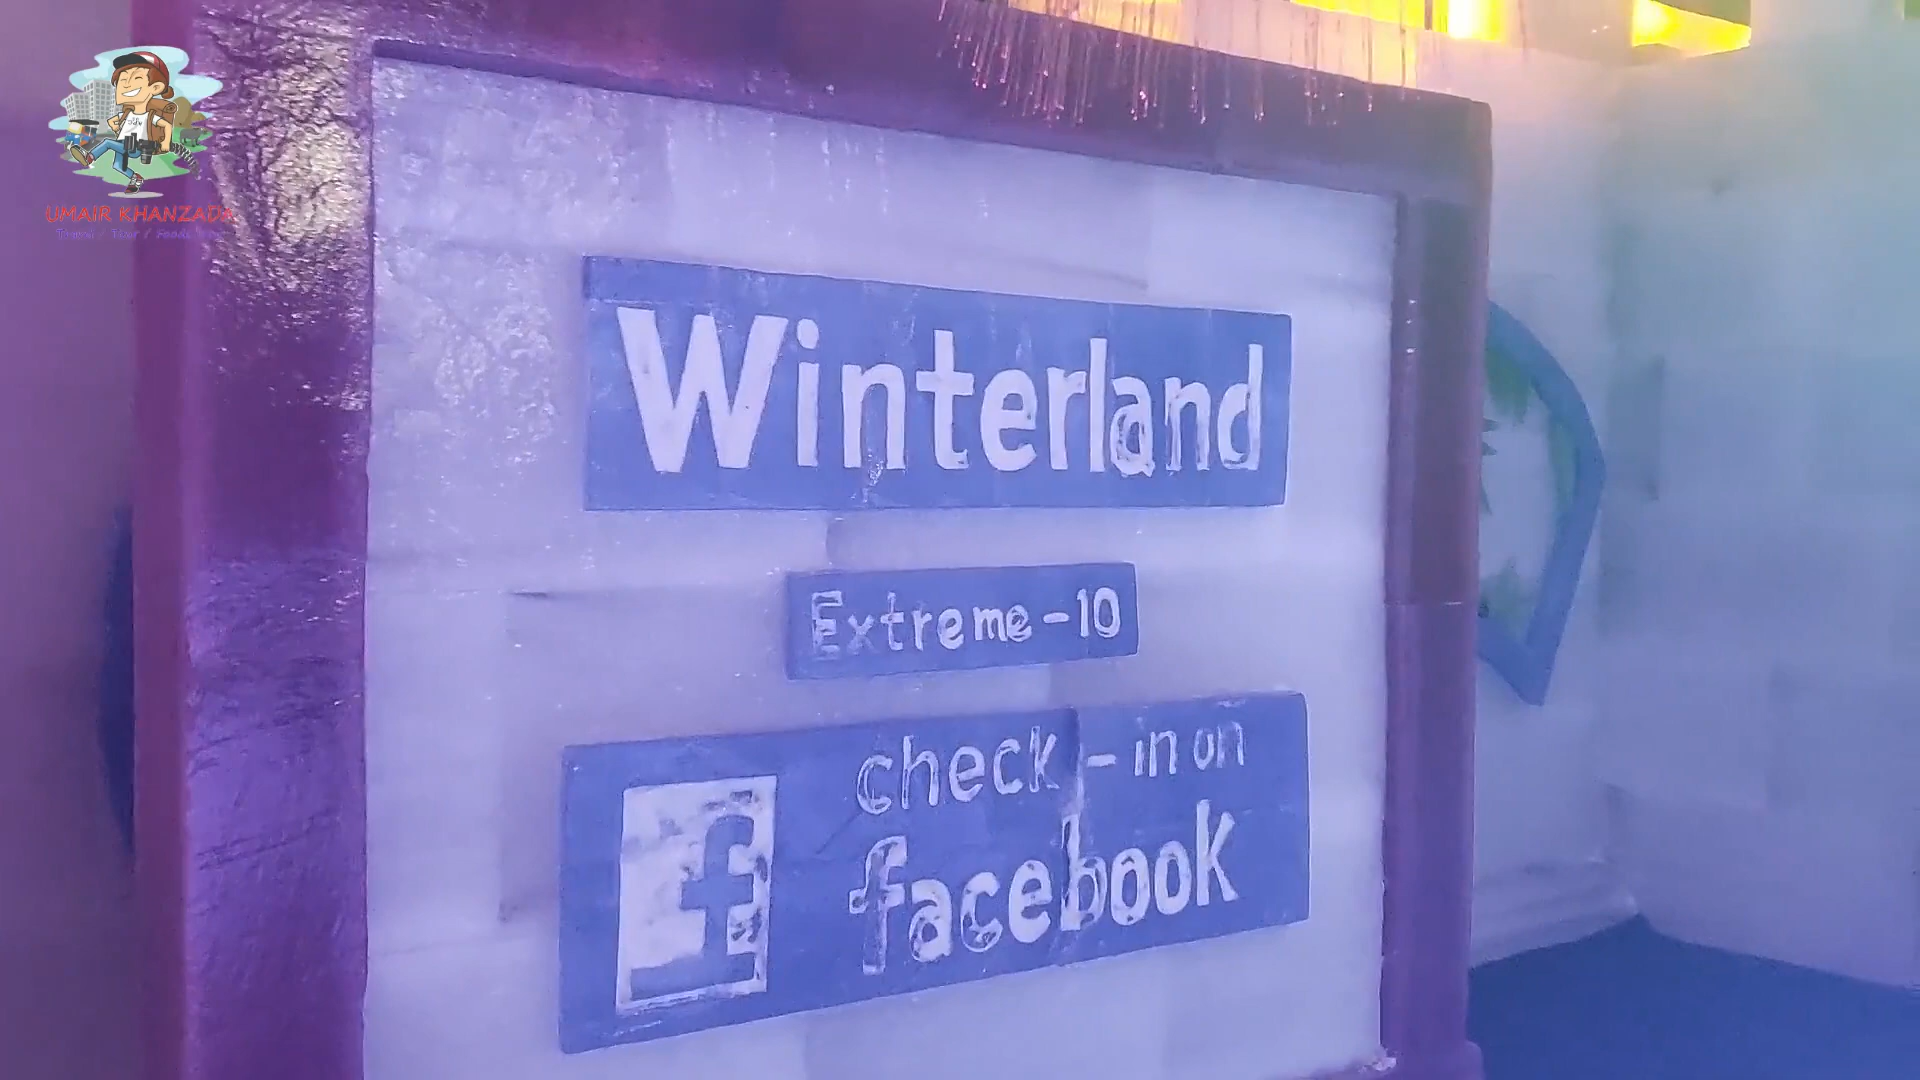 UMAIR KHANZADA
Winterland
Extreme-10
check-in on
f
facebook